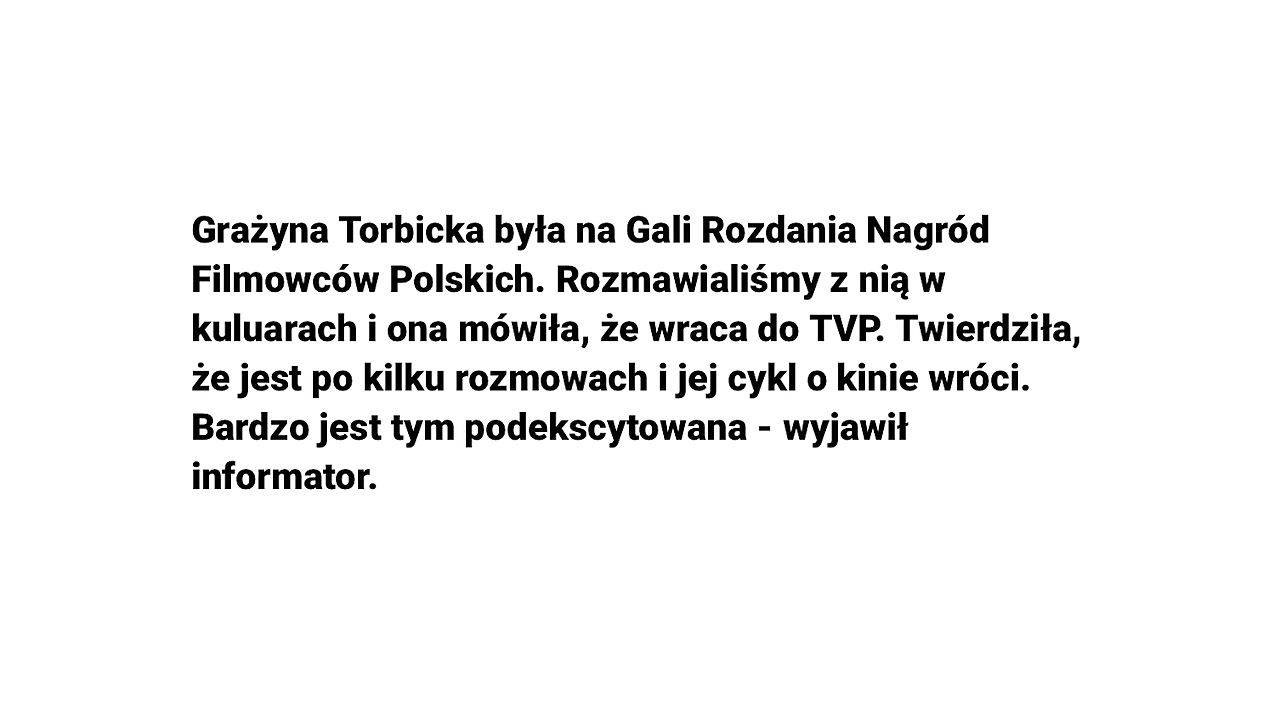 Grażyna Torbicka była na Gali Rozdania Nagród
Filmowców Polskich. Rozmawialiśmy z nią w
kuluarach i ona mówiła, że wraca do TVP. Twierdziła,
że jest po kilku rozmowach i jej cykl o kinie wróci.
Bardzo jest tym podekscytowana - wyjawił
informator.